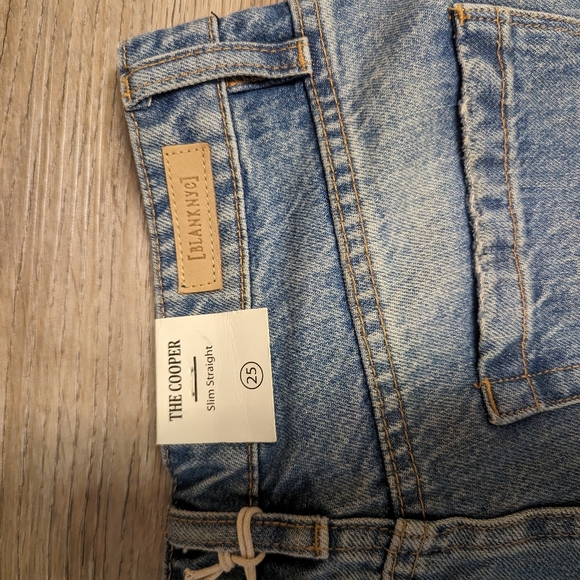 [BLANKNYC]
THE COOPER
Slim Straight
25